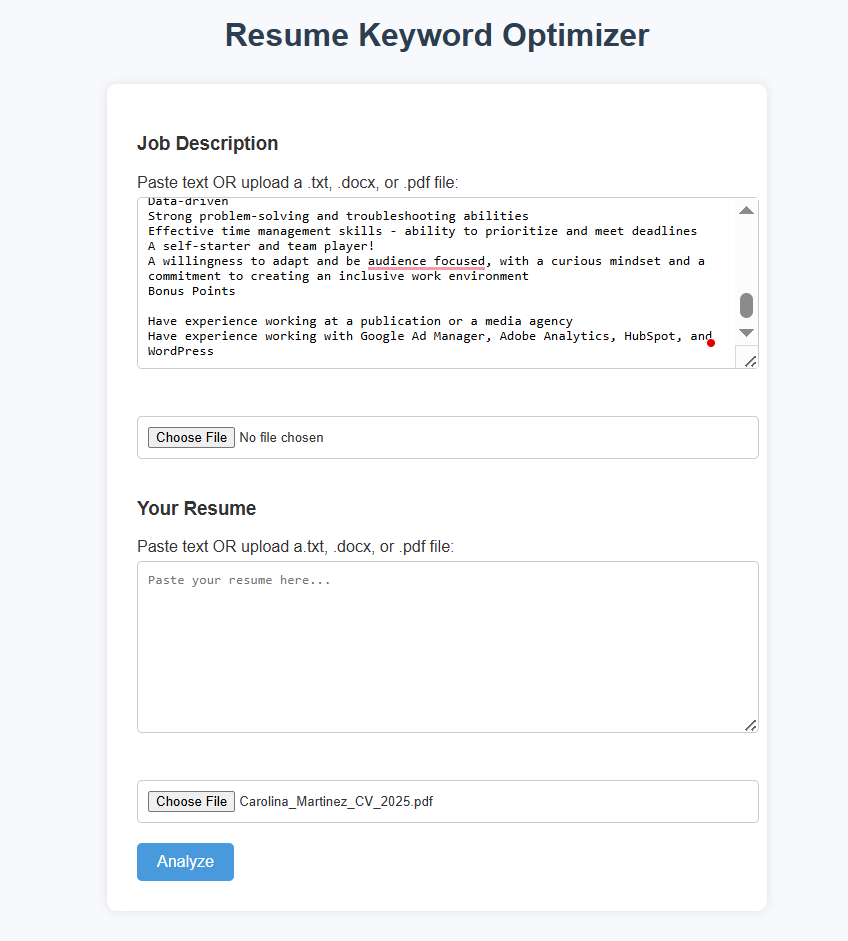 Resume Keyword Optimizer
Job Description
Paste text OR upload a .txt, .docx, or .pdf file:
Data-driven
Strong problem-solving and troubleshooting abilities
Effective time management skills - ability to prioritize and meet deadlines
A self-starter and team player!
A willingness to adapt and be audience focused, with a curious mindset and a
commitment to creating an inclusive work environment
Bonus Points
Have experience working at a publication or a media agency
Have experience working with Google Ad Manager, Adobe Analytics, HubSpot, and
WordPress
Choose File No file chosen
Your Resume
Paste text OR upload a.txt, .docx, or .pdf file:
Paste your resume here...
Choose File Carolina_Martinez_CV_2025.pdf
Analyze